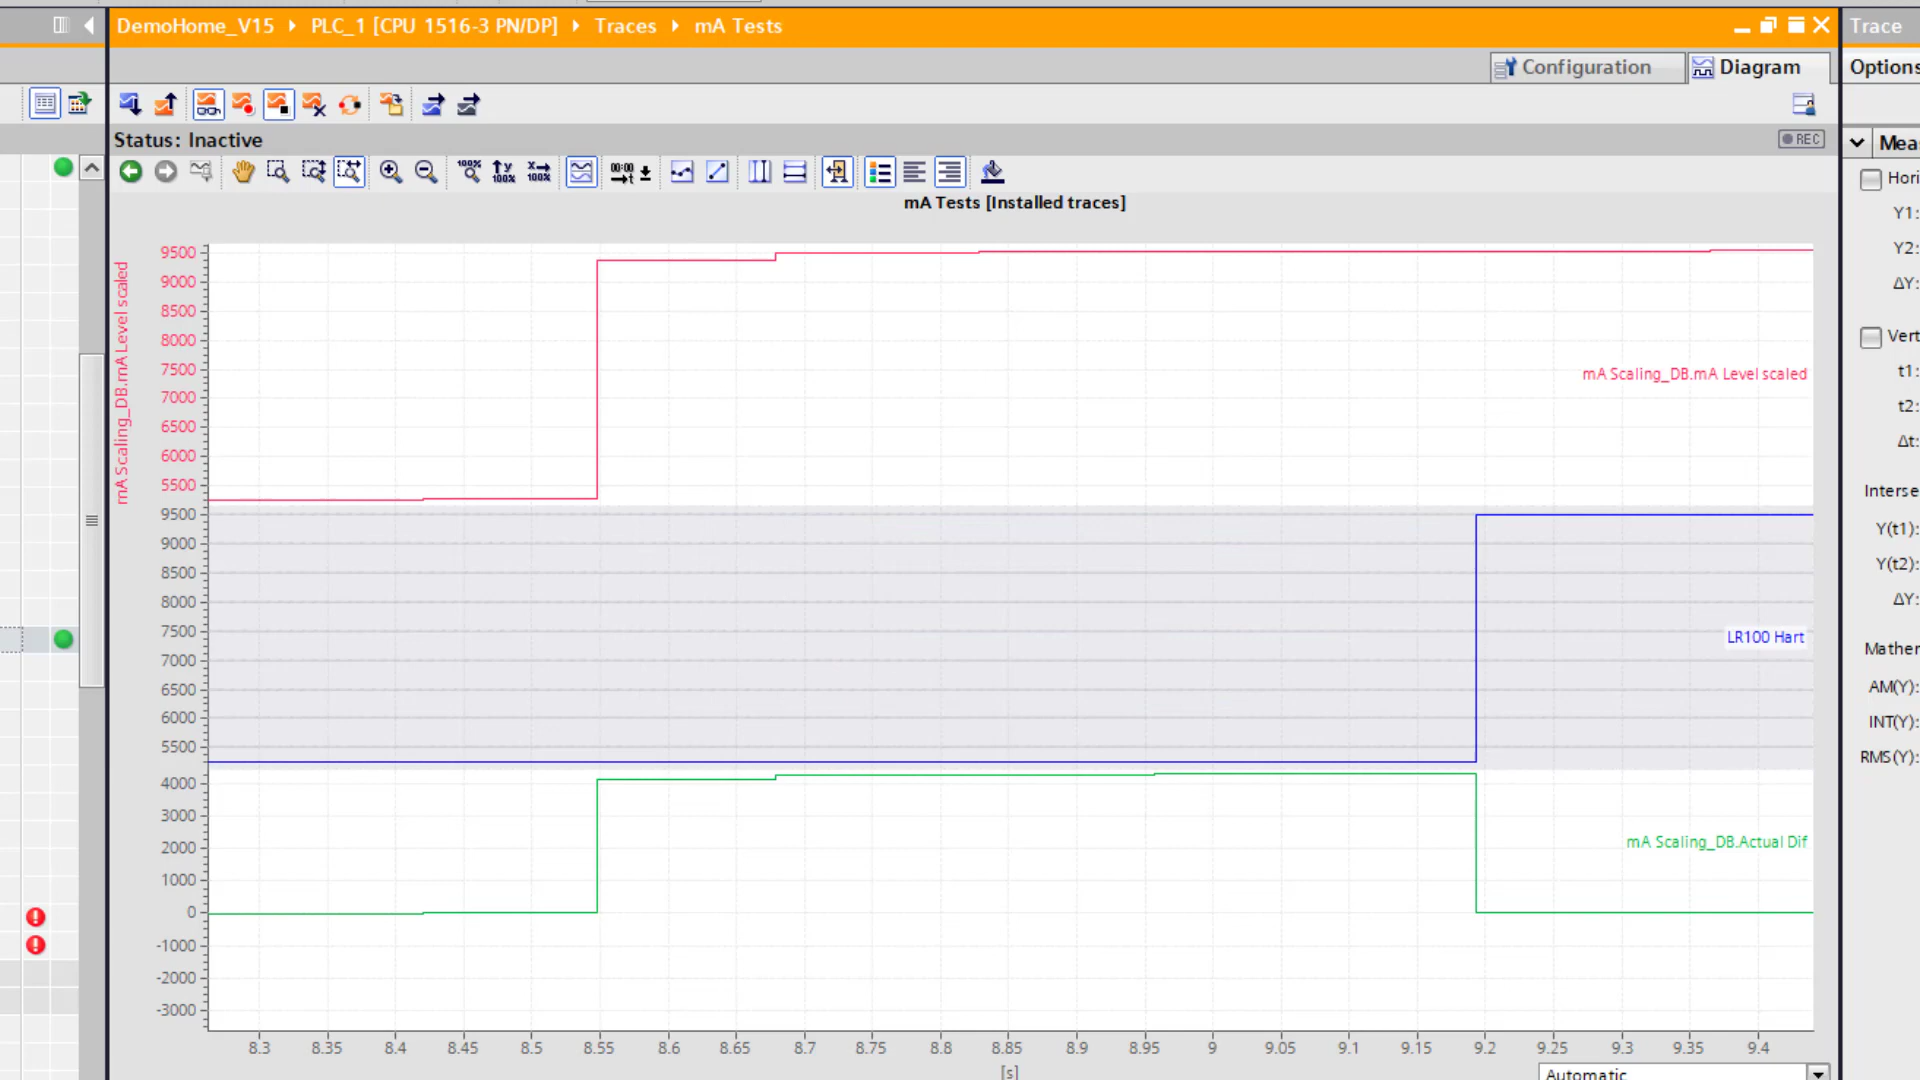 DemoHome_V15 ▸ PLC_1 [CPU 1516-3 PN/DP] ▸ Traces ▸ mA Tests
Trace
Configuration
Diagram
Options
Status: Inactive
REC
Mea
mA Tests [Installed traces]
Hori
Y1:
Y2:
ΔY:
Vert
t1:
t2:
Δt:
Interse
Y(t1):
Y(t2):
ΔY:
Mather
AM(Y):
INT(Y):
RMS(Y):
mA Scaling_DB.mA Level scaled
9500
9000
8500
8000
7500
7000
6500
6000
5500
mA Scaling_DB.mA Level scaled
9500
9000
8500
8000
7500
7000
6500
6000
5500
LR100 Hart
4000
3000
2000
1000
0
-1000
-2000
-3000
mA Scaling_DB.Actual Dif
8.3 8.35 8.4 8.45 8.5 8.55 8.6 8.65 8.7 8.75 8.8 8.85 8.9 8.95 9 9.05 9.1 9.15 9.2 9.25 9.3 9.35 9.4
[s]
Automatic